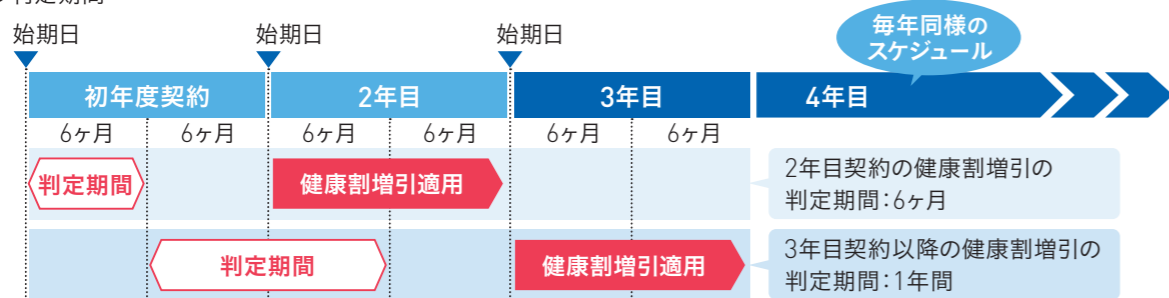 始期日 始期日 始期日
毎年同様の
スケジュール
初年度契約 2年目 3年目 4年目
6ヶ月 6ヶ月 6ヶ月 6ヶ月 6ヶ月 6ヶ月
判定期間 健康割増引適用
2年目契約の健康割増引の
判定期間：6ヶ月
判定期間 健康割増引適用
3年目契約以降の健康割増引の
判定期間：1年間